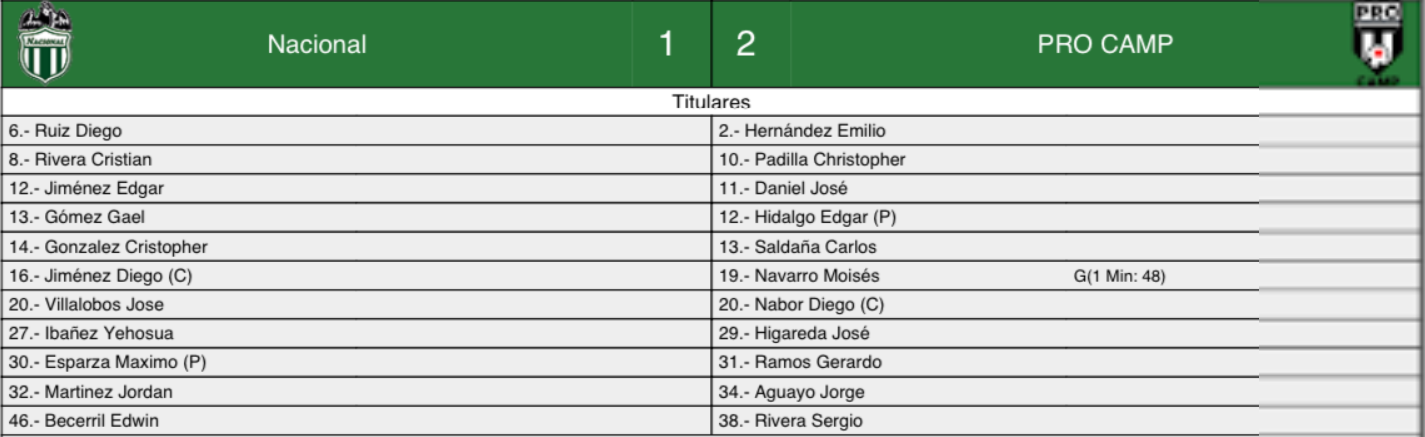 Nacional 1 2 PRO CAMP
NACIONAL
PRO
CAMP
Titulares
6.- Ruiz Diego 2.- Hernández Emilio
8.- Rivera Cristian 10.- Padilla Christopher
12.- Jiménez Edgar 11.- Daniel José
13.- Gómez Gael 12.- Hidalgo Edgar (P)
14.- Gonzalez Cristopher 13.- Saldaña Carlos
16.- Jiménez Diego (C) 19.- Navarro Moisés G(1 Min: 48)
20.- Villalobos Jose 20.- Nabor Diego (C)
27.- Ibañez Yehosua 29.- Higareda José
30.- Esparza Maximo (P) 31.- Ramos Gerardo
32.- Martinez Jordan 34.- Aguayo Jorge
46.- Becerril Edwin 38.- Rivera Sergio